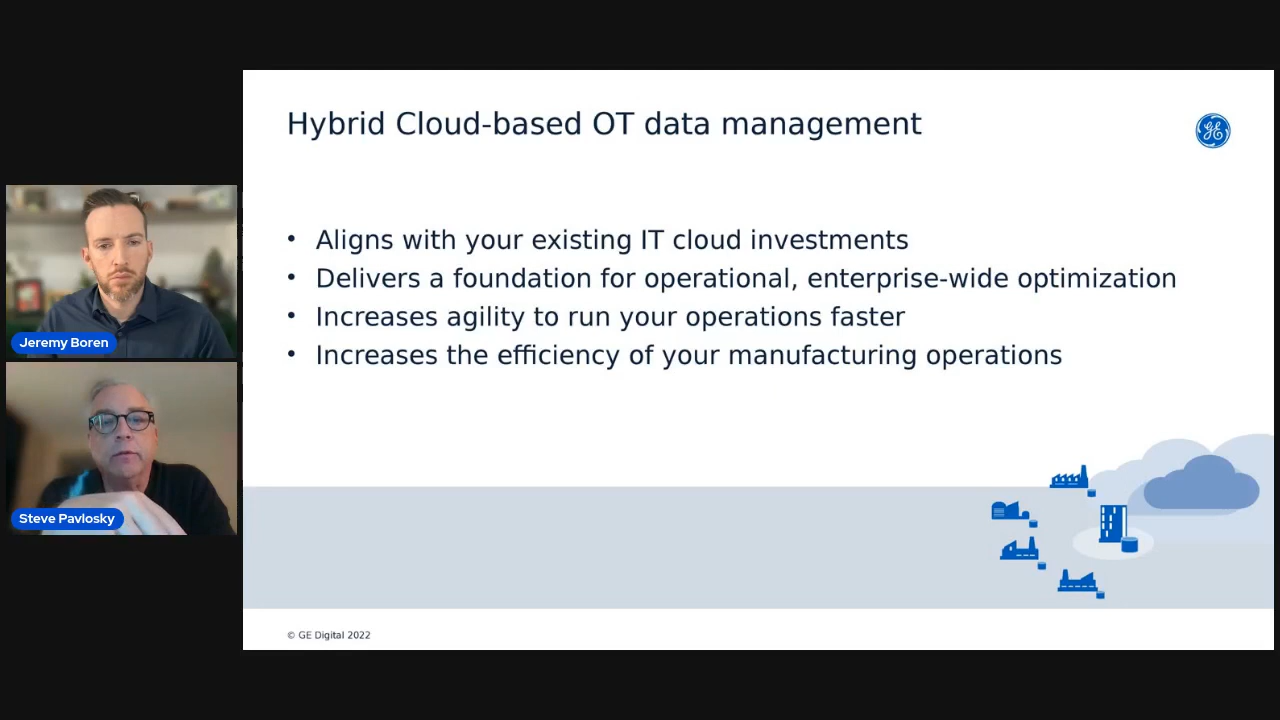 Hybrid Cloud-based OT data management
GE
• Aligns with your existing IT cloud investments
• Delivers a foundation for operational, enterprise-wide optimization
• Increases agility to run your operations faster
• Increases the efficiency of your manufacturing operations
Jeremy Boren
Steve Pavlosky
© GE Digital 2022